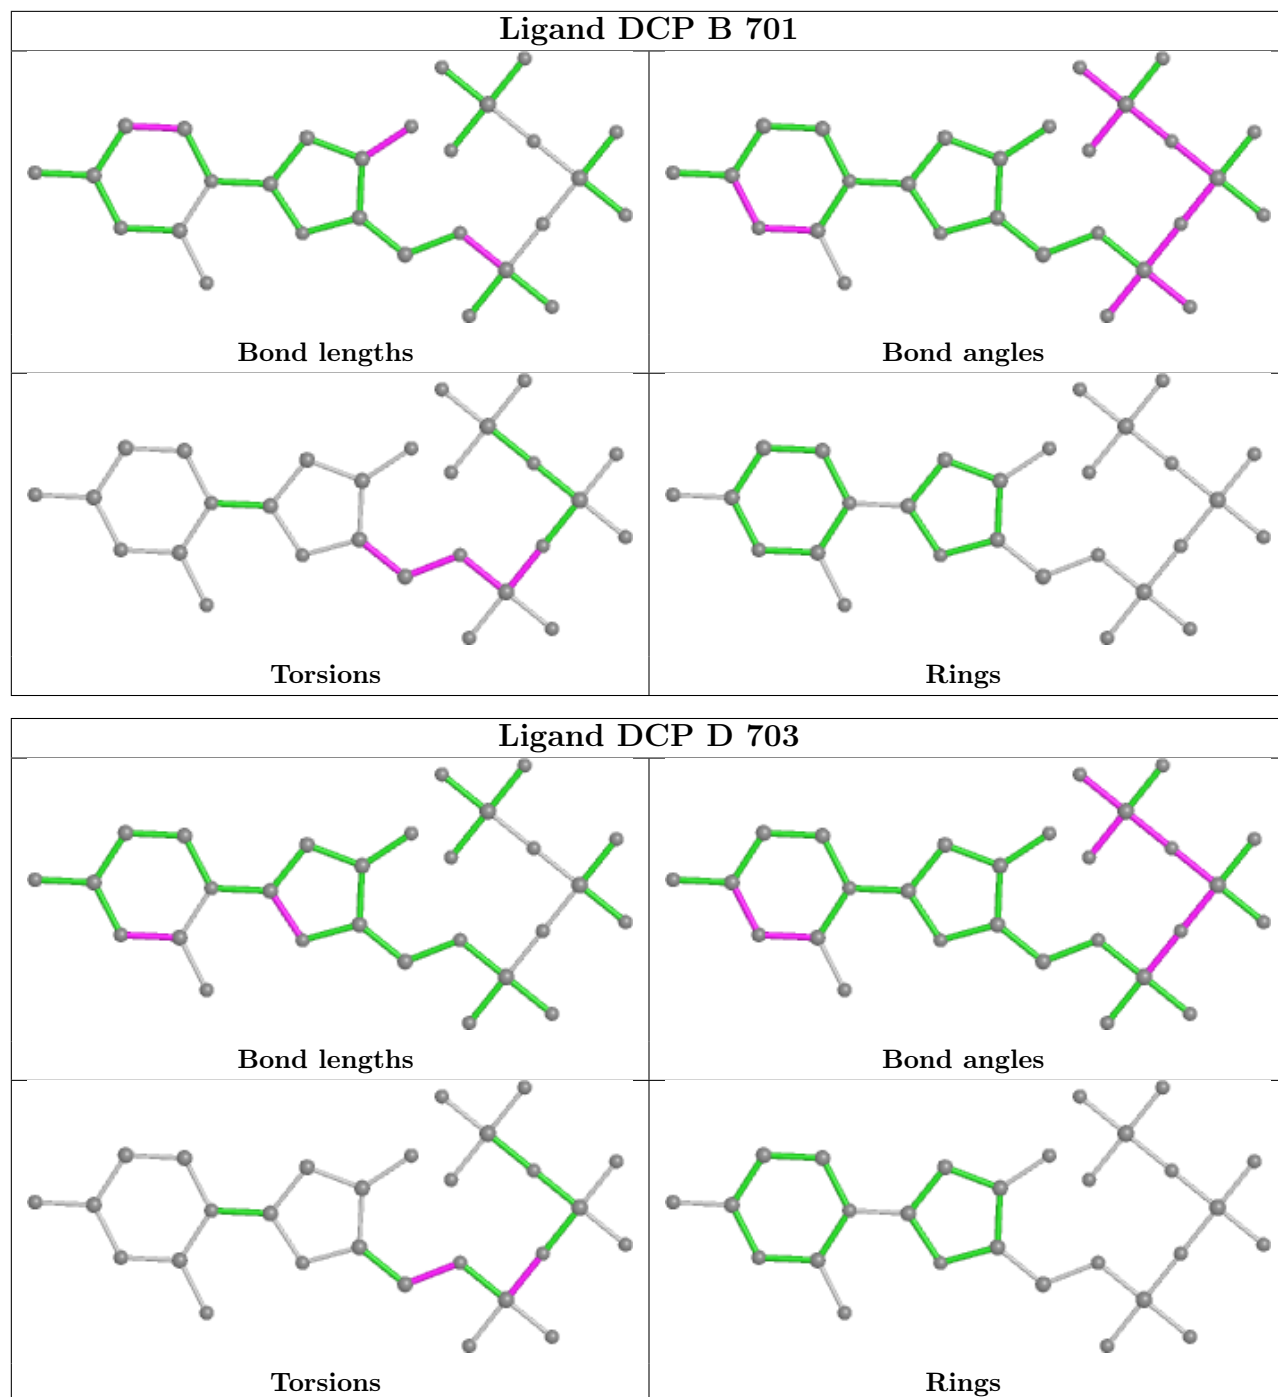 Ligand DCP B 701
Bond lengths
Bond angles
Torsions
Rings
Ligand DCP D 703
Bond lengths
Bond angles
Torsions
Rings